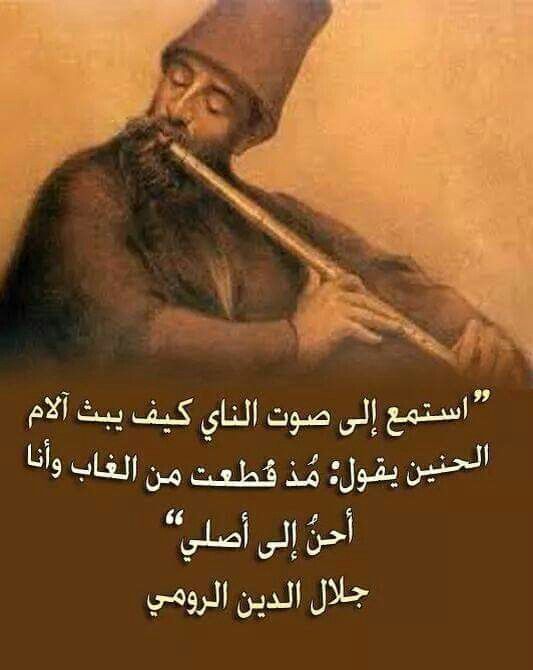 ”استمع إلى صوت الناي كيف يبث آلام
الحنين يقول: مُذ قُطعت من الغاب وأنا
أحنُ إلى أصلي“
جلال الدين الرومي